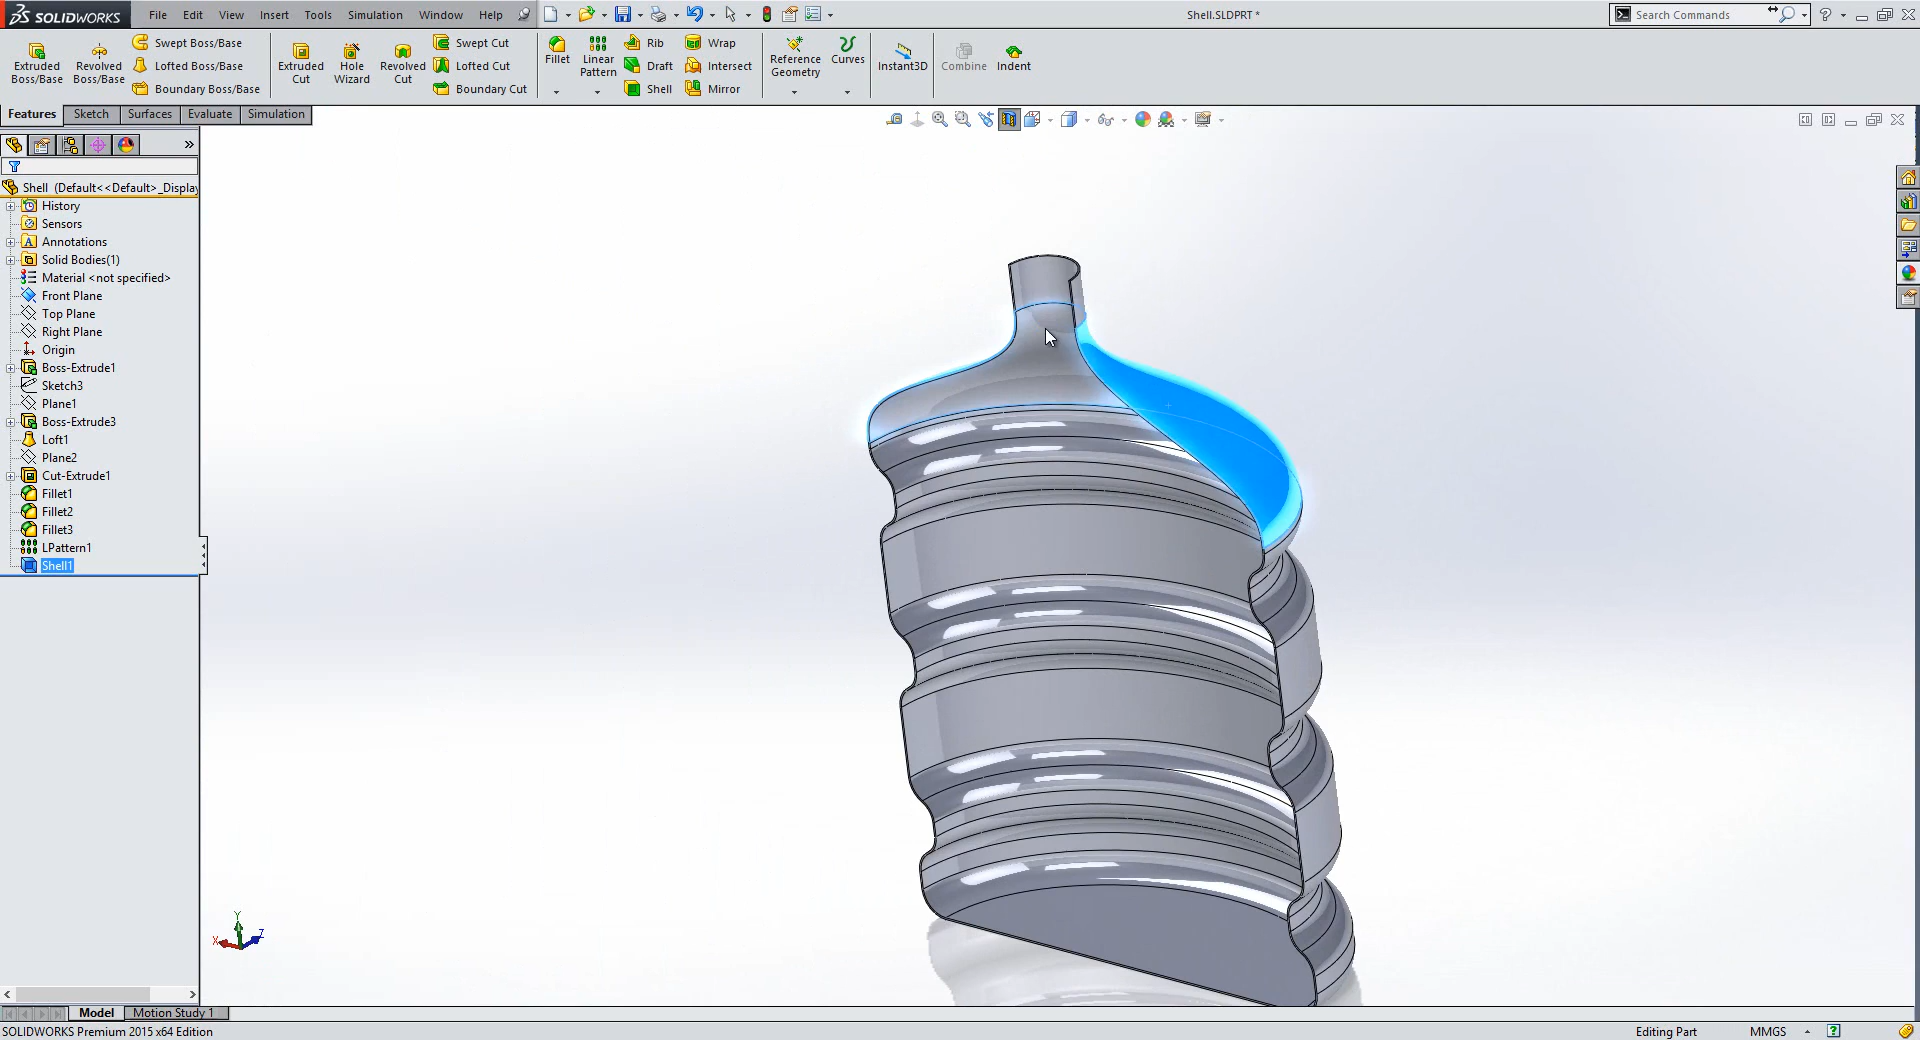 SOLIDWORKS File Edit View Insert Tools Simulation Window Help Shell.SLDPRT * Search Commands
Extruded Boss/Base
Revolved Boss/Base
Swept Boss/Base
Lofted Boss/Base
Boundary Boss/Base
Extruded Cut
Hole Wizard
Revolved Cut
Swept Cut
Lofted Cut
Boundary Cut
Fillet
Linear Pattern
Rib
Draft
Shell
Wrap
Intersect
Mirror
Reference Geometry
Curves
Instant3D
Combine
Indent
Features Sketch Surfaces Evaluate Simulation
Shell (Default<<Default>_Display
History
Sensors
Annotations
Solid Bodies(1)
Material <not specified>
Front Plane
Top Plane
Right Plane
Origin
Boss-Extrude1
Sketch3
Plane1
Boss-Extrude3
Loft1
Plane2
Cut-Extrude1
Fillet1
Fillet2
Fillet3
LPattern1
Shell1
Y
X Z
Model Motion Study 1
SOLIDWORKS Premium 2015 x64 Edition Editing Part MMGS